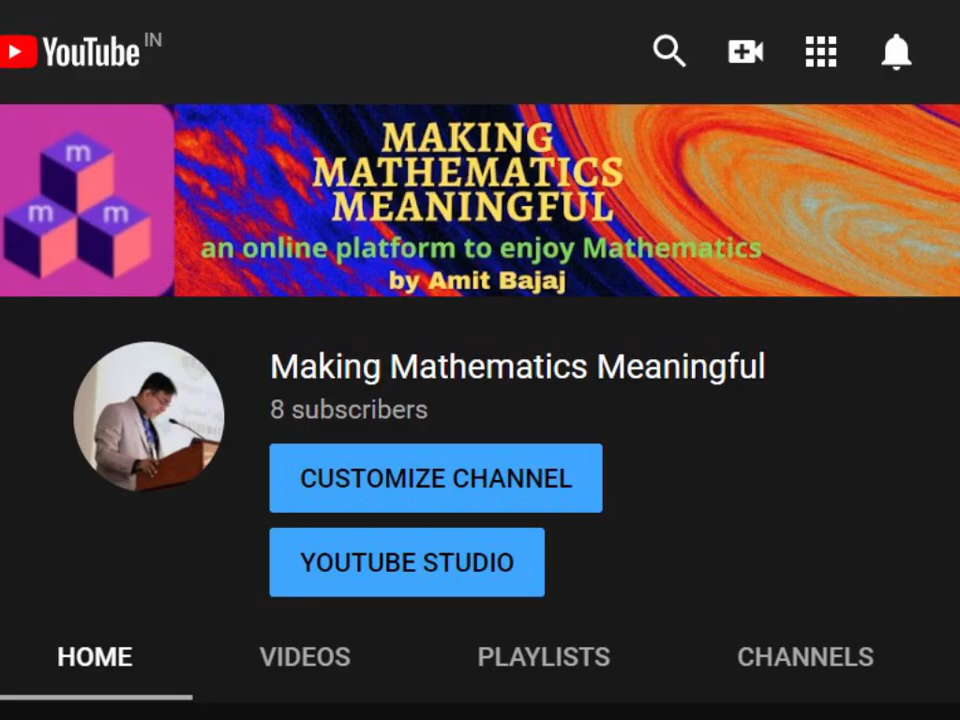 YouTube IN
m
m m
MAKING
MATHEMATICS
MEANINGFUL
an online platform to enjoy Mathematics
by Amit Bajaj
Making Mathematics Meaningful
8 subscribers
CUSTOMIZE CHANNEL
YOUTUBE STUDIO
HOME VIDEOS PLAYLISTS CHANNELS